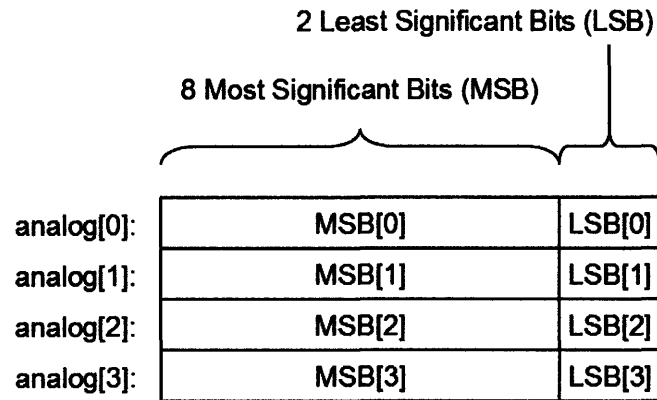 2 Least Significant Bits (LSB)
8 Most Significant Bits (MSB)
analog[0]: MSB[0] LSB[0]
analog[1]: MSB[1] LSB[1]
analog[2]: MSB[2] LSB[2]
analog[3]: MSB[3] LSB[3]